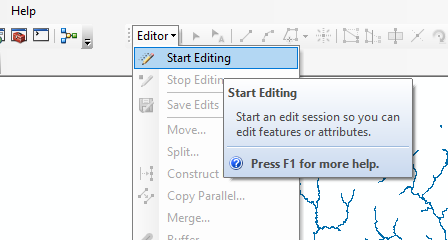 Help
Editor
Start Editing
Stop Editing
Start Editing
Save Edits
Start an edit session so you can
edit features or attributes.
Move...
Split...
Press F1 for more help.
Construct
Copy Parallel...
Merge...
Buffer